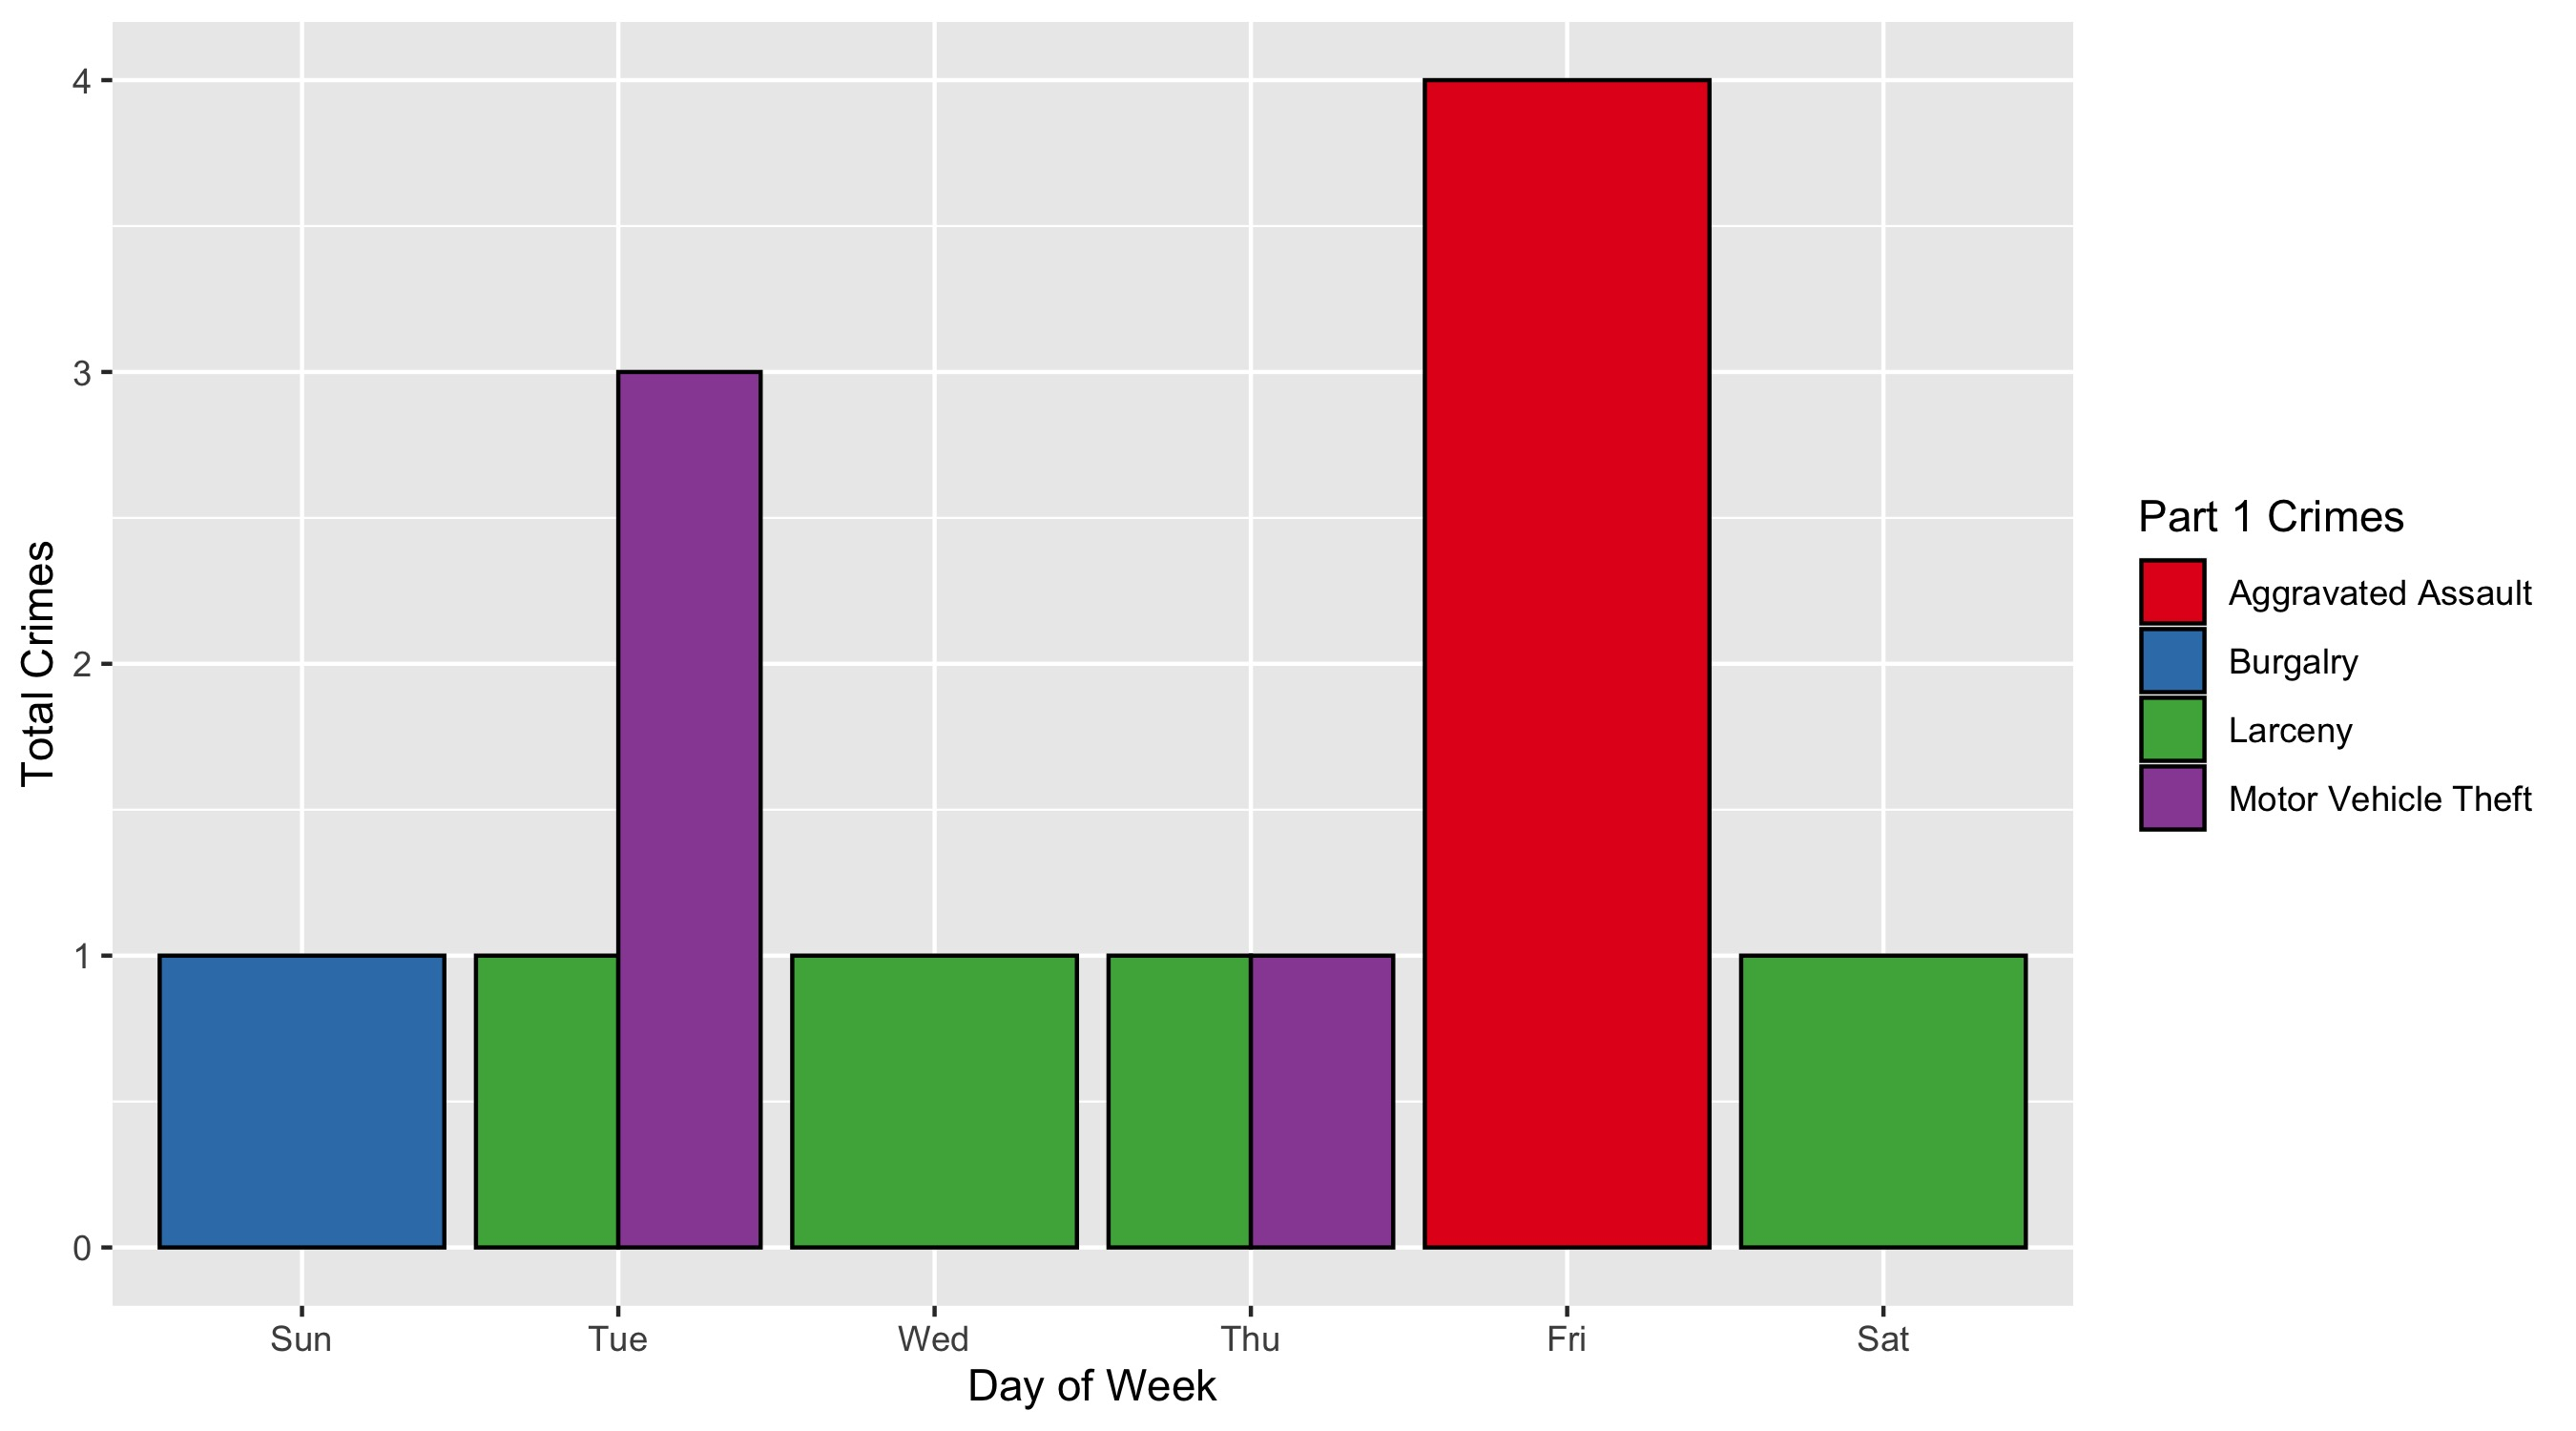 4
3
2
1
0
Total Crimes
Sun Tue Wed Thu Fri Sat
Day of Week
Part 1 Crimes
Aggravated Assault
Burgalry
Larceny
Motor Vehicle Theft